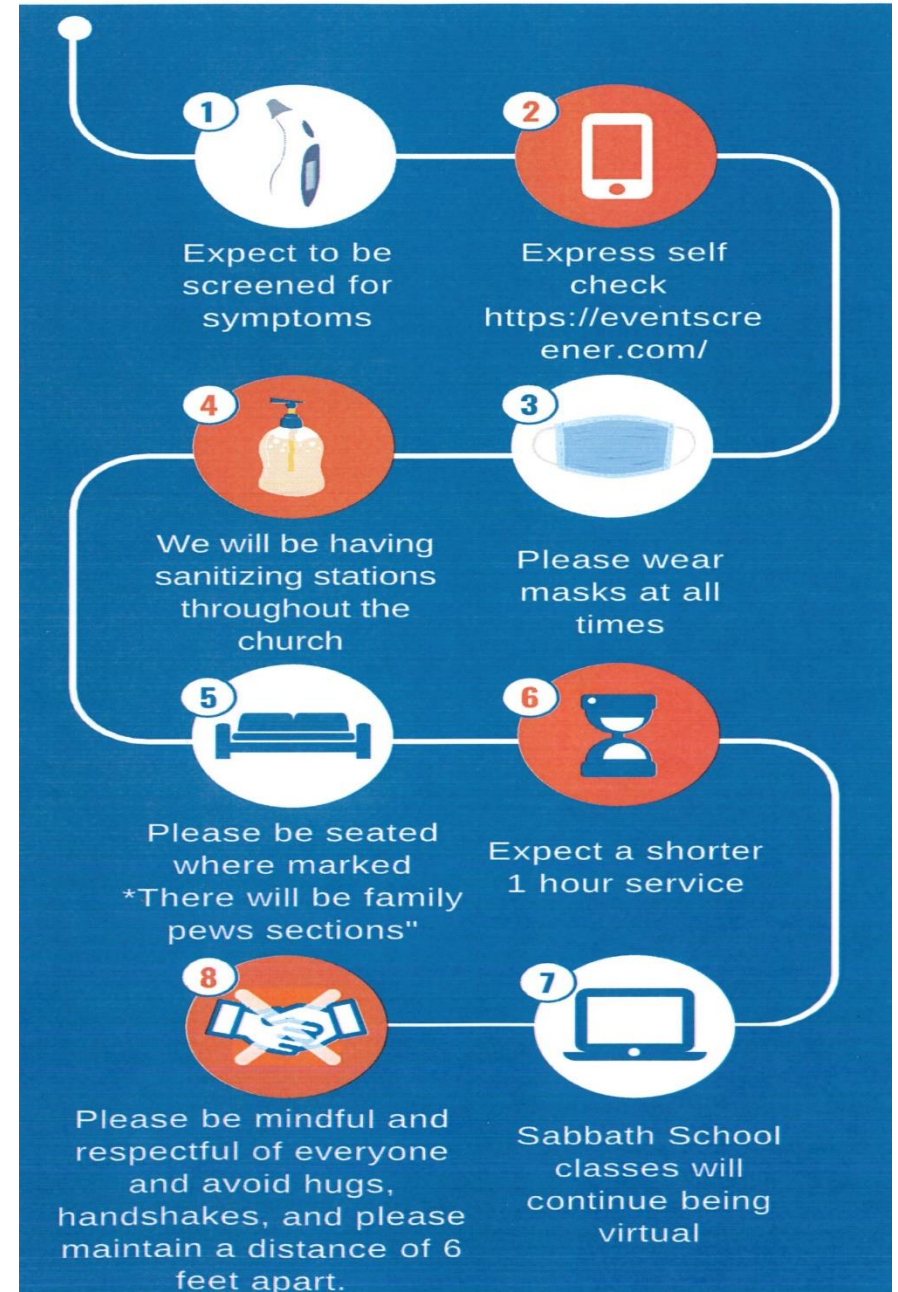 1
Expect to be
screened for
symptoms
2
Express self
check
https://eventscre
ener.com/
3
Please wear
masks at all
times
4
We will be having
sanitizing stations
throughout the
church
5
Please be seated
where marked
*There will be family
pews sections"
6
Expect a shorter
1 hour service
7
Sabbath School
classes will
continue being
virtual
8
Please be mindful and
respectful of everyone
and avoid hugs,
handshakes, and please
maintain a distance of 6
feet apart.